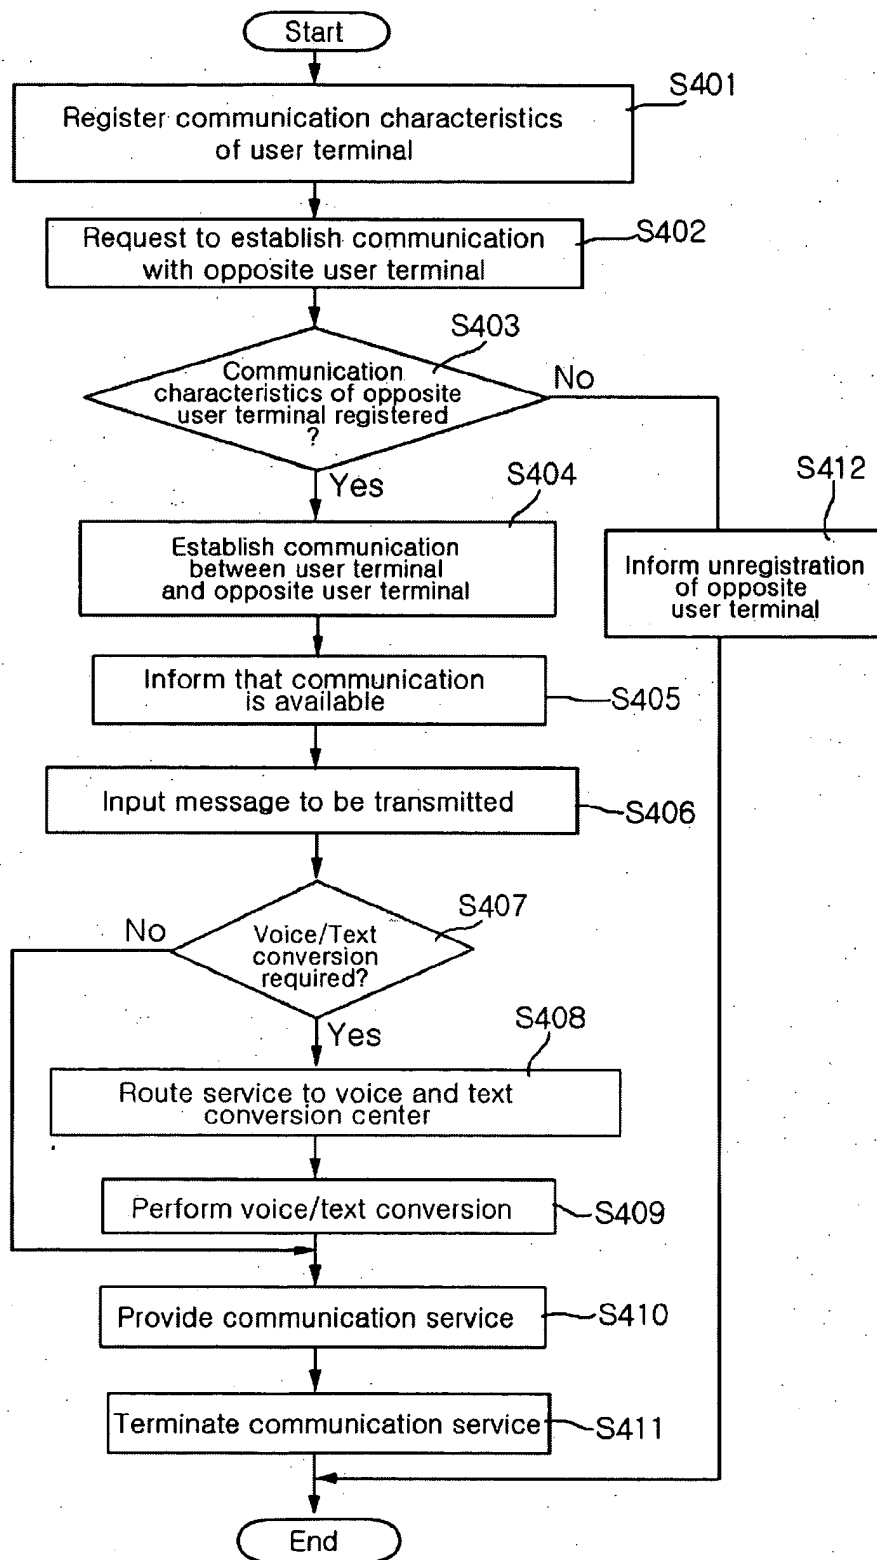 Start
S401
Register communication characteristics
of user terminal
Request to establish communication
with opposite user terminal
S402
S403
Communication
characteristics of opposite
user terminal registered
?
No
Yes
S404
S412
Establish communication
between user terminal
and opposite user terminal
Inform unregistration
of opposite
user terminal
Inform that communication
is available
S405
Input message to be transmitted
S406
S407
No
Voice/Text
conversion
required?
Yes
S408
Route service to voice and text
conversion center
Perform voice/text conversion
S409
Provide communication service
S410
Terminate communication service
S411
End